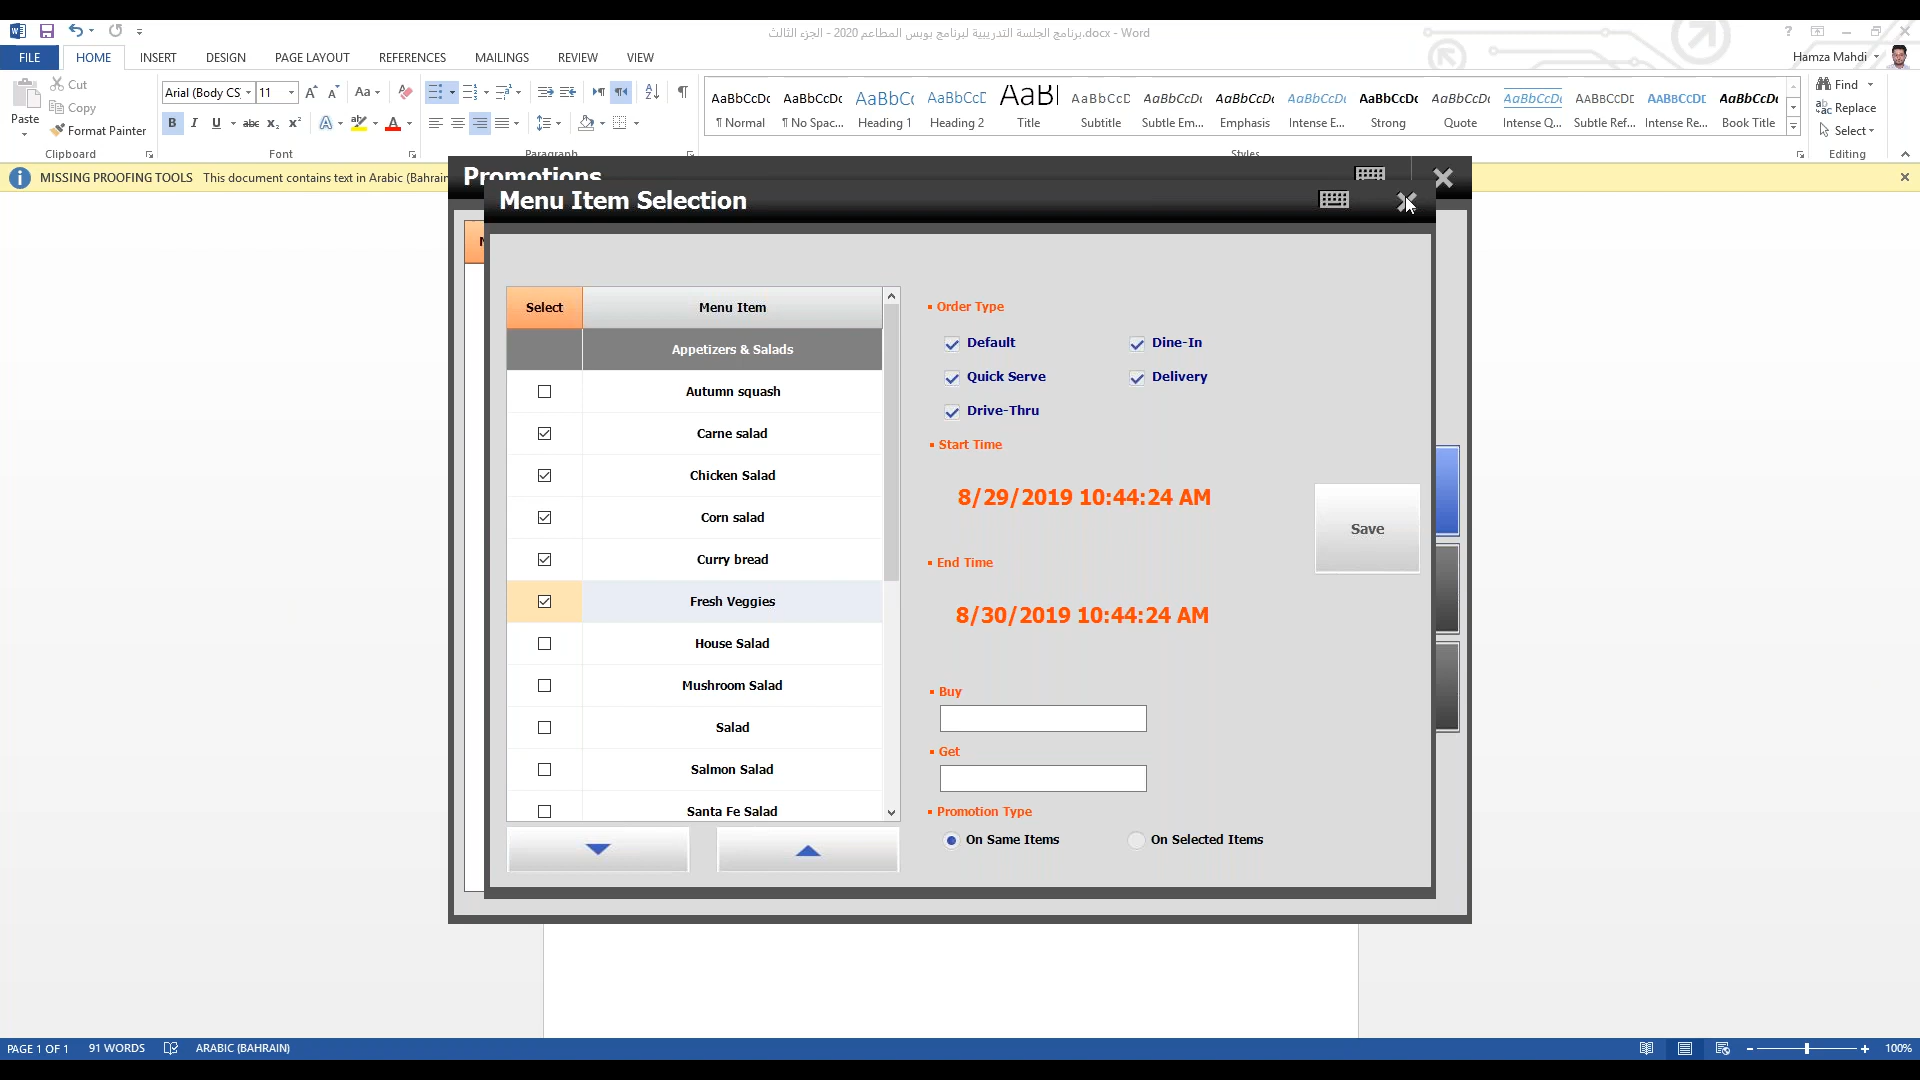 برنامج الجلسة التدريبية لبرنامج بوبس المطاعم 2020 - الجزء الثالث.docx - Word
FILE HOME INSERT DESIGN PAGE LAYOUT REFERENCES MAILINGS REVIEW VIEW
Hamza Mahdi
Paste
Cut
Copy
Format Painter
Clipboard
Arial (Body CS 11
Font
Paragraph
AaBbCcDc ¶ Normal
AaBbCcDc ¶ No Spac...
AaBbCc Heading 1
AaBbCcD Heading 2
AaBl Title
AaBbCcC Subtitle
AaBbCcDc Subtle Em...
AaBbCcDc Emphasis
AaBbCcDc Intense E...
AaBbCcDc Strong
AaBbCcDc Quote
AaBbCcDc Intense Q...
AaBbCcDc Subtle Ref...
AaBbCcDc Intense Re...
AaBbCcDc Book Title
Styles
Find
Replace
Select
Editing
MISSING PROOFING TOOLS This document contains text in Arabic (Bahrain
Promotions
Menu Item Selection
Select Menu Item
Appetizers & Salads
Autumn squash
Carne salad
Chicken Salad
Corn salad
Curry bread
Fresh Veggies
House Salad
Mushroom Salad
Salad
Salmon Salad
Santa Fe Salad
Order Type
Default Dine-In
Quick Serve Delivery
Drive-Thru
Start Time
8/29/2019 10:44:24 AM
End Time
8/30/2019 10:44:24 AM
Save
Buy
Get
Promotion Type
On Same Items On Selected Items
PAGE 1 OF 1 91 WORDS ARABIC (BAHRAIN) 100%